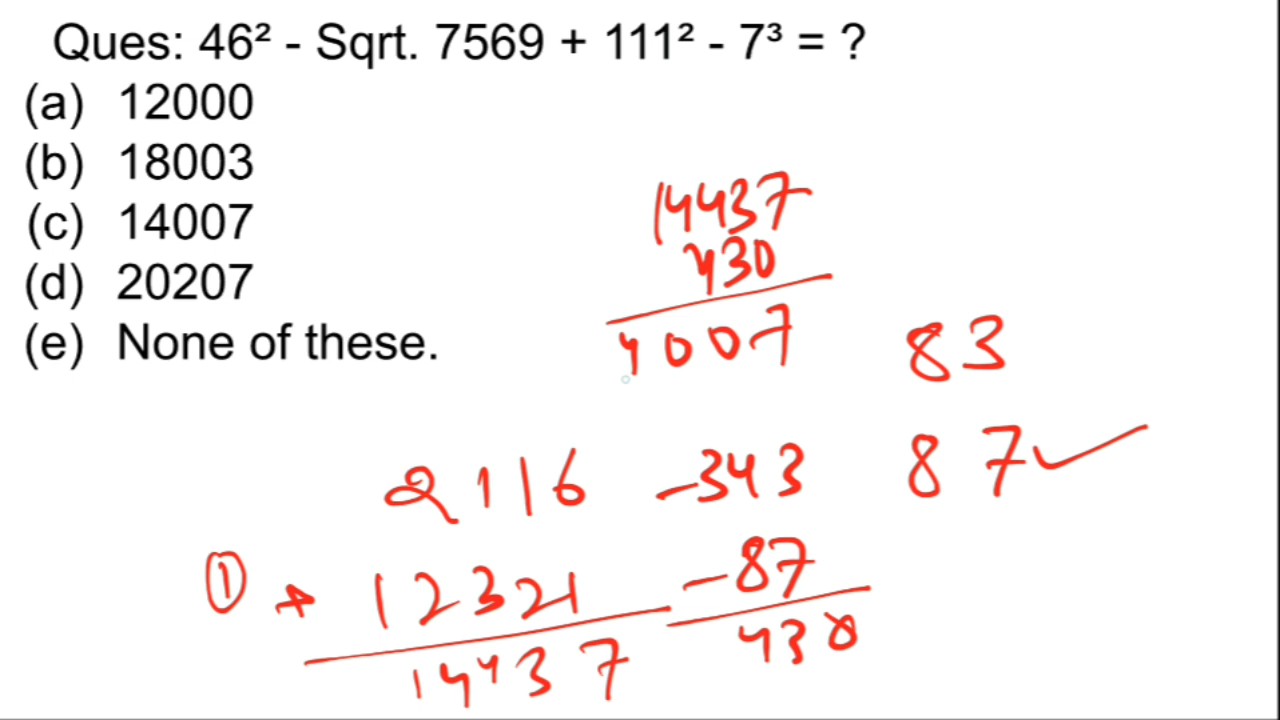 Ques: 46² - Sqrt. 7569 + 111² - 7³ = ?
(a) 12000
(b) 18003
(c) 14007
(d) 20207
(e) None of these.
14437
430
4007
83
2116 -343 87 ✓
① + 12321 -87
14437 430